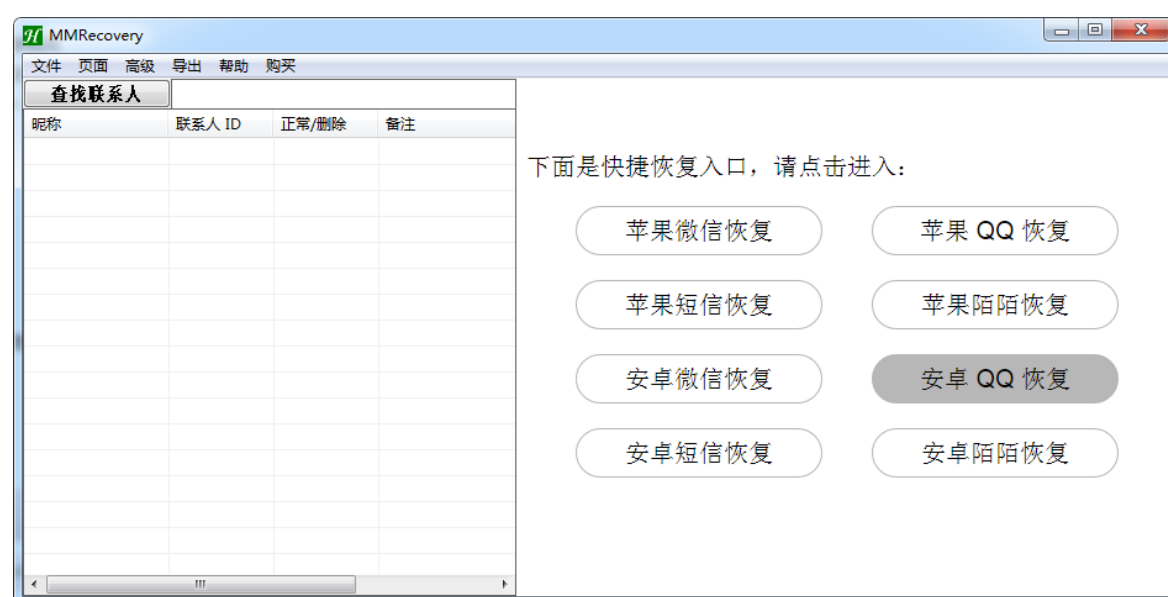 MMRecovery
文件 页面 高级 导出 帮助 购买
查找联系人
昵称 联系人 ID 正常/删除 备注
下面是快捷恢复入口，请点击进入：
苹果微信恢复 苹果 QQ 恢复
苹果短信恢复 苹果陌陌恢复
安卓微信恢复 安卓 QQ 恢复
安卓短信恢复 安卓陌陌恢复